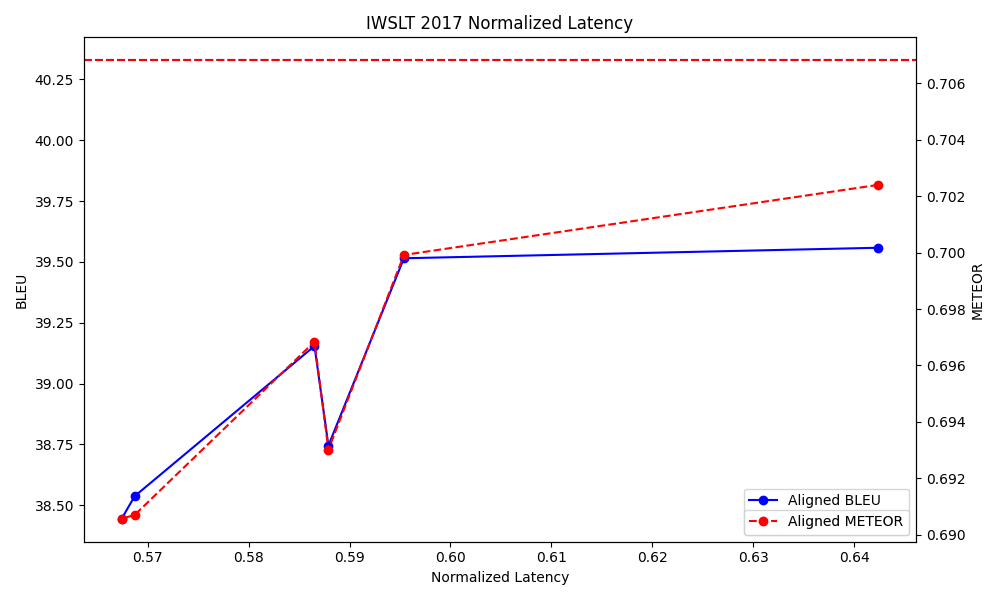 IWSLT 2017 Normalized Latency
BLEU
40.25
40.00
39.75
39.50
39.25
39.00
38.75
38.50
0.706
0.704
0.702
0.700
0.698
0.696
0.694
0.692
0.690
METEOR
Aligned BLEU
Aligned METEOR
0.57 0.58 0.59 0.60 0.61 0.62 0.63 0.64
Normalized Latency